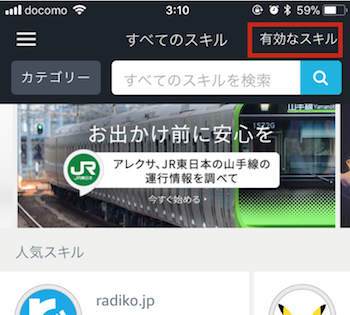 docomo 3:10 59%
すべてのスキル 有効なスキル
カテゴリー すべてのスキルを検索
山手線
Yamanote
1522G
お出かけ前に安心を
JR
JR東日本
アレクサ、JR東日本の山手線の
運行情報を調べて
今すぐ始める・
人気スキル
radiko.jp